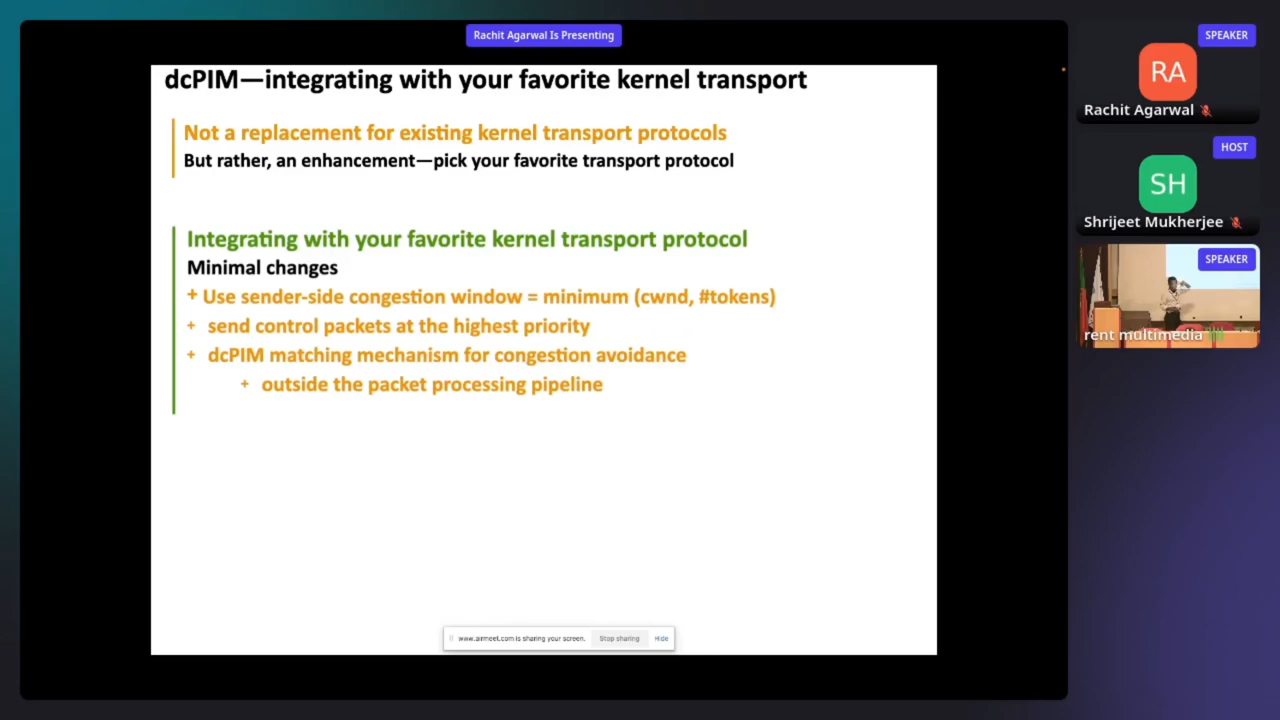 Rachit Agarwal Is Presenting
dcPIM—integrating with your favorite kernel transport
Not a replacement for existing kernel transport protocols
But rather, an enhancement—pick your favorite transport protocol
Integrating with your favorite kernel transport protocol
Minimal changes
+ Use sender-side congestion window = minimum (cwnd, #tokens)
+ send control packets at the highest priority
+ dcPIM matching mechanism for congestion avoidance
+ outside the packet processing pipeline
www.airmeet.com is sharing your screen. Stop sharing Hide
SPEAKER
RA
Rachit Agarwal
HOST
SH
Shrijeet Mukherjee
SPEAKER
rent multimedia